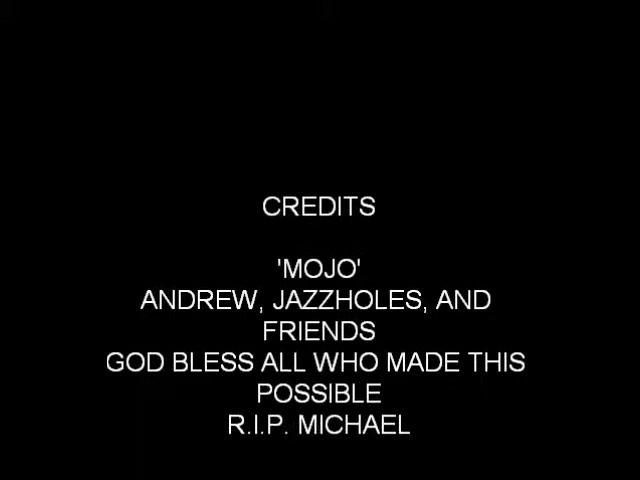 CREDITS
'MOJO'
ANDREW, JAZZHOLES, AND
FRIENDS
GOD BLESS ALL WHO MADE THIS
POSSIBLE
R.I.P. MICHAEL